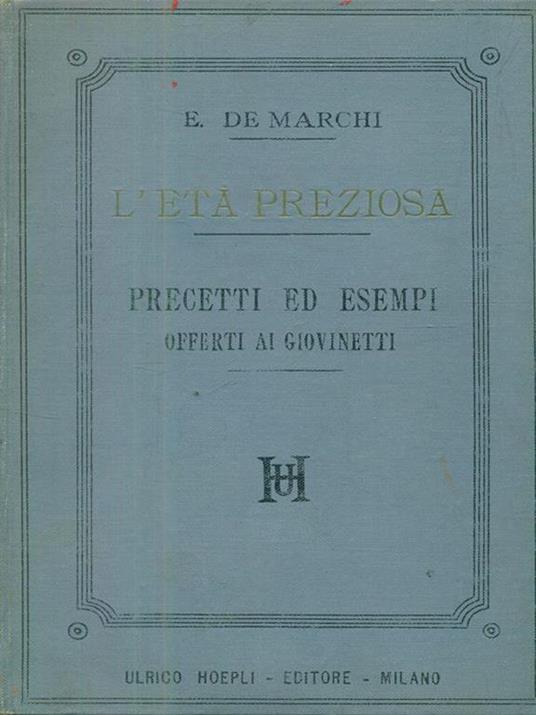 E. DE MARCHI
L'ETÀ PREZIOSA
PRECETTI ED ESEMPI
OFFERTI AI GIOVINETTI
UH
ULRICO HOEPLI - EDITORE - MILANO